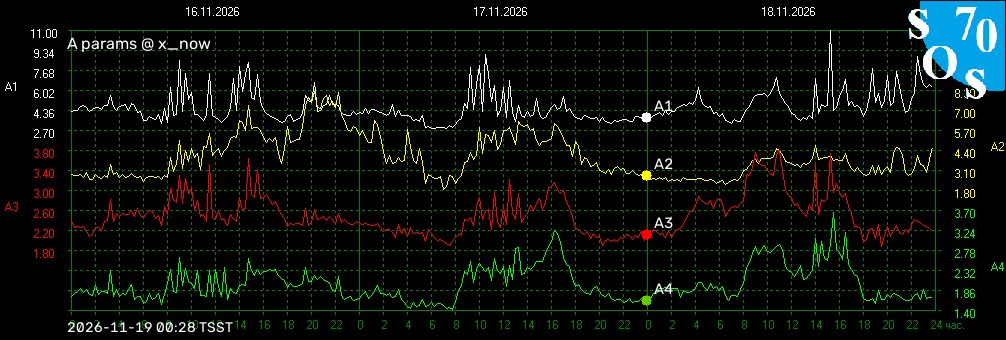 16.11.2026 17.11.2026 18.11.2026
SOS 70
A params @ x_now
11.00
9.34
7.68
6.02
4.36
2.70
A1
3.80
3.40
3.00
2.60
2.20
1.80
A3
A1
A2
A3
A4
7.00
5.70
4.40
3.10
1.80
A2
3.70
3.24
2.78
2.32
1.86
1.40
A4
2026-11-19 00:28 TSST
14 16 18 20 22 0 2 4 6 8 10 12 14 16 18 20 22 0 2 4 6 8 10 12 14 16 18 20 22 24 час.